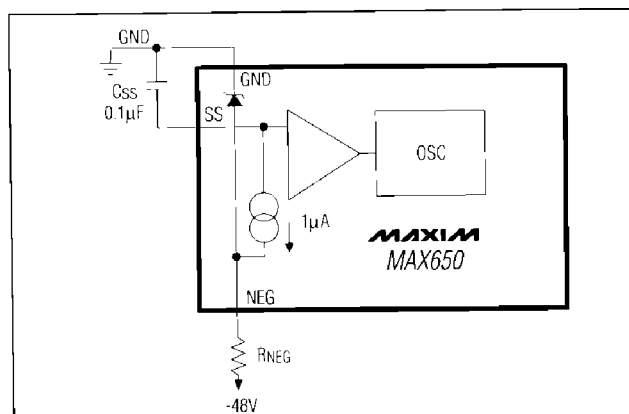 GND
GND
CSS
0.1µF
SS
OSC
1µA
MAXIM
MAX650
NEG
RNEG
-48V